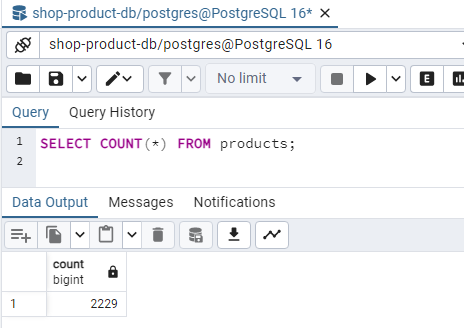 shop-product-db/postgres@PostgreSQL 16*
shop-product-db/postgres@PostgreSQL 16
No limit
E
Query Query History
1 SELECT COUNT(*) FROM products;
2
Data Output Messages Notifications
count
bigint
1 2229